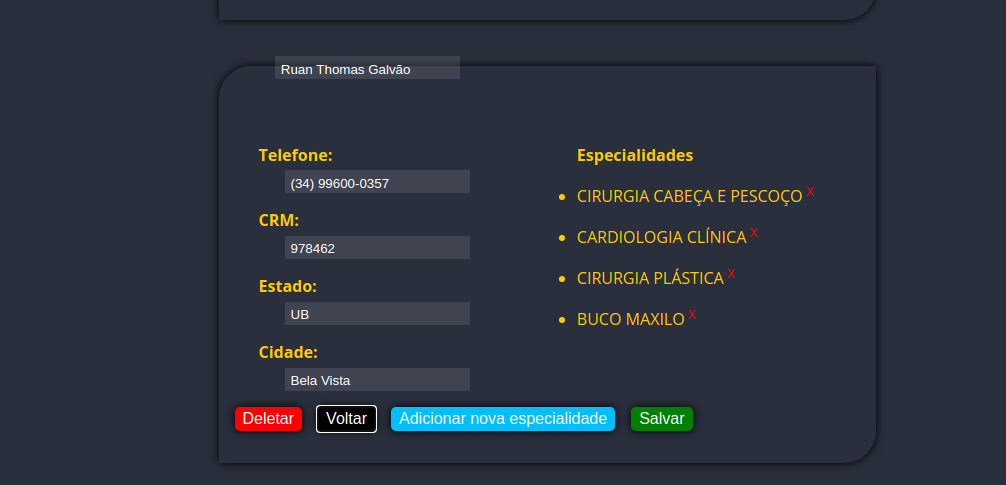 Ruan Thomas Galvão
Telefone:
(34) 99600-0357
CRM:
978462
Estado:
UB
Cidade:
Bela Vista
Especialidades
CIRURGIA CABEÇA E PESCOÇO X
CARDIOLOGIA CLÍNICA X
CIRURGIA PLÁSTICA X
BUCO MAXILO X
Deletar Voltar Adicionar nova especialidade Salvar